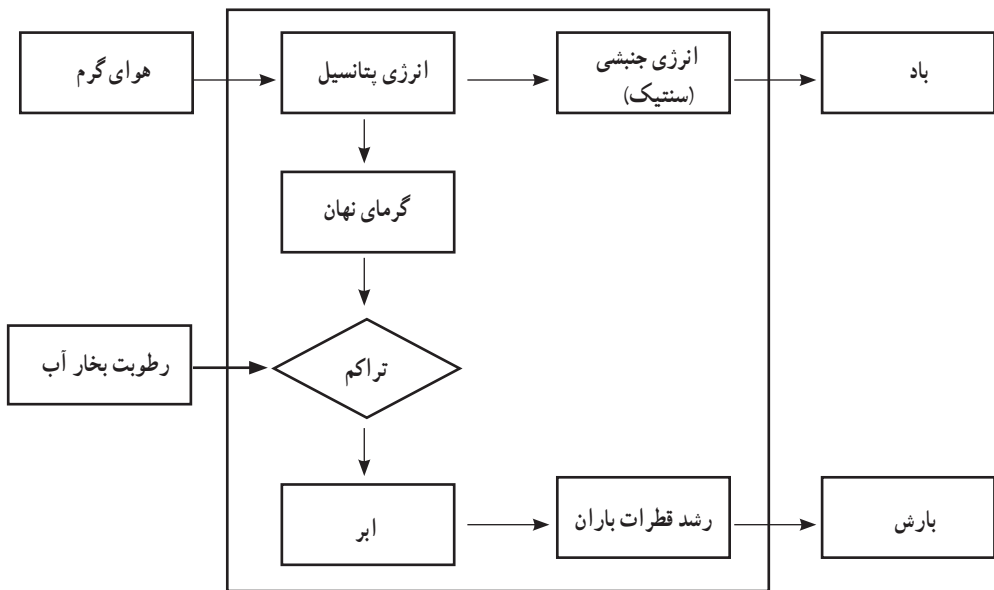 هوای گرم
انرژی پتانسیل
انرژی جنبشی
(سنتیک)
باد
گرمای نهان
رطوبت بخار آب
تراکم
ابر
رشد قطرات باران
بارش